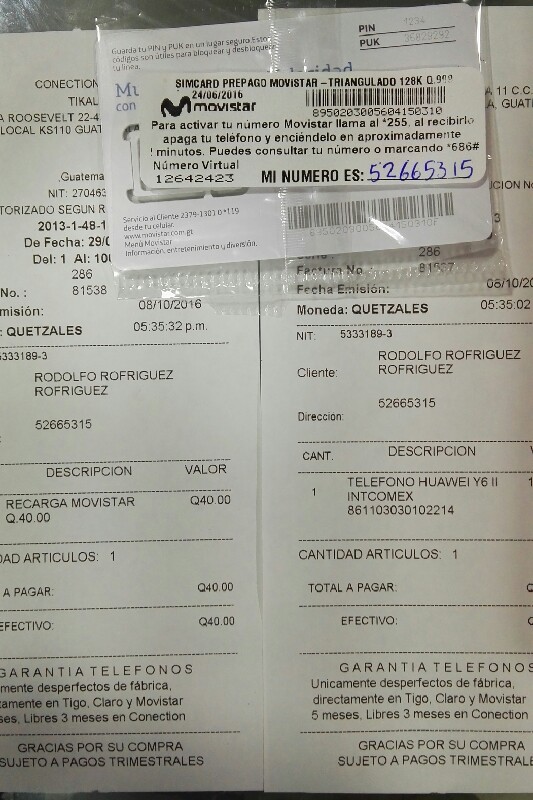 Guarda tu PIN y PUK en un lugar seguro. Estos
códigos son útiles para bloquear y desbloquear
tu línea.
PIN 1234
PUK
SIMCARD PREPAGO MOVISTAR - TRIANGULADO 128K Q.999
24/06/2016
movistar
8950203005604150310
Para activar tu número Movistar llama al *255, al recibirlo
apaga tu teléfono y enciéndelo en aproximadamente
minutos. Puedes consultar tu número o marcando *686#
Número Virtual
12642423
MI NUMERO ES: 52665315
Servicio al Cliente 2379-1303 ó *119
desde tu celular.
www.movistar.com.gt
Menú Movistar
Información, entretenimiento y diversión.
CONECTION
TIKAL
A ROOSEVELT 22-4
LOCAL KS110 GUAT
,Guatema
NIT: 270463
TORIZADO SEGUN R
2013-1-48-1
De Fecha: 29/0
Del: 1 Al: 100
286
No. : 81538
misión: 08/10/2016
: QUETZALES 05:35:32 p.m.
5333189-3
RODOLFO ROFRIGUEZ
ROFRIGUEZ
52665315
DESCRIPCION VALOR
RECARGA MOVISTAR Q40.00
Q.40.00
DAD ARTICULOS: 1
A PAGAR: Q40.00
EFECTIVO: Q40.00
GARANTIA TELEFONOS
mente desperfectos de fábrica,
tamente en Tigo, Claro y Movistar
ses, Libres 3 meses en Conection
GRACIAS POR SU COMPRA
SUJETO A PAGOS TRIMESTRALES
A 11 C.C.
A. GUATE
286
Factura No. 81537
Fecha Emisión: 08/10/20
Moneda: QUETZALES 05:35:02
NIT: 5333189-3
Cliente: RODOLFO ROFRIGUEZ
ROFRIGUEZ
52665315
Direccion:
CANT. DESCRIPCION
1 TELEFONO HUAWEI Y6 II
INTCOMEX
861103030102214
CANTIDAD ARTICULOS: 1
TOTAL A PAGAR:
EFECTIVO:
GARANTIA TELEFONOS
Unicamente desperfectos de fábrica,
directamente en Tigo, Claro y Movistar
5 meses, Libres 3 meses en Conection
GRACIAS POR SU COMPRA
SUJETO A PAGOS TRIMESTRALE